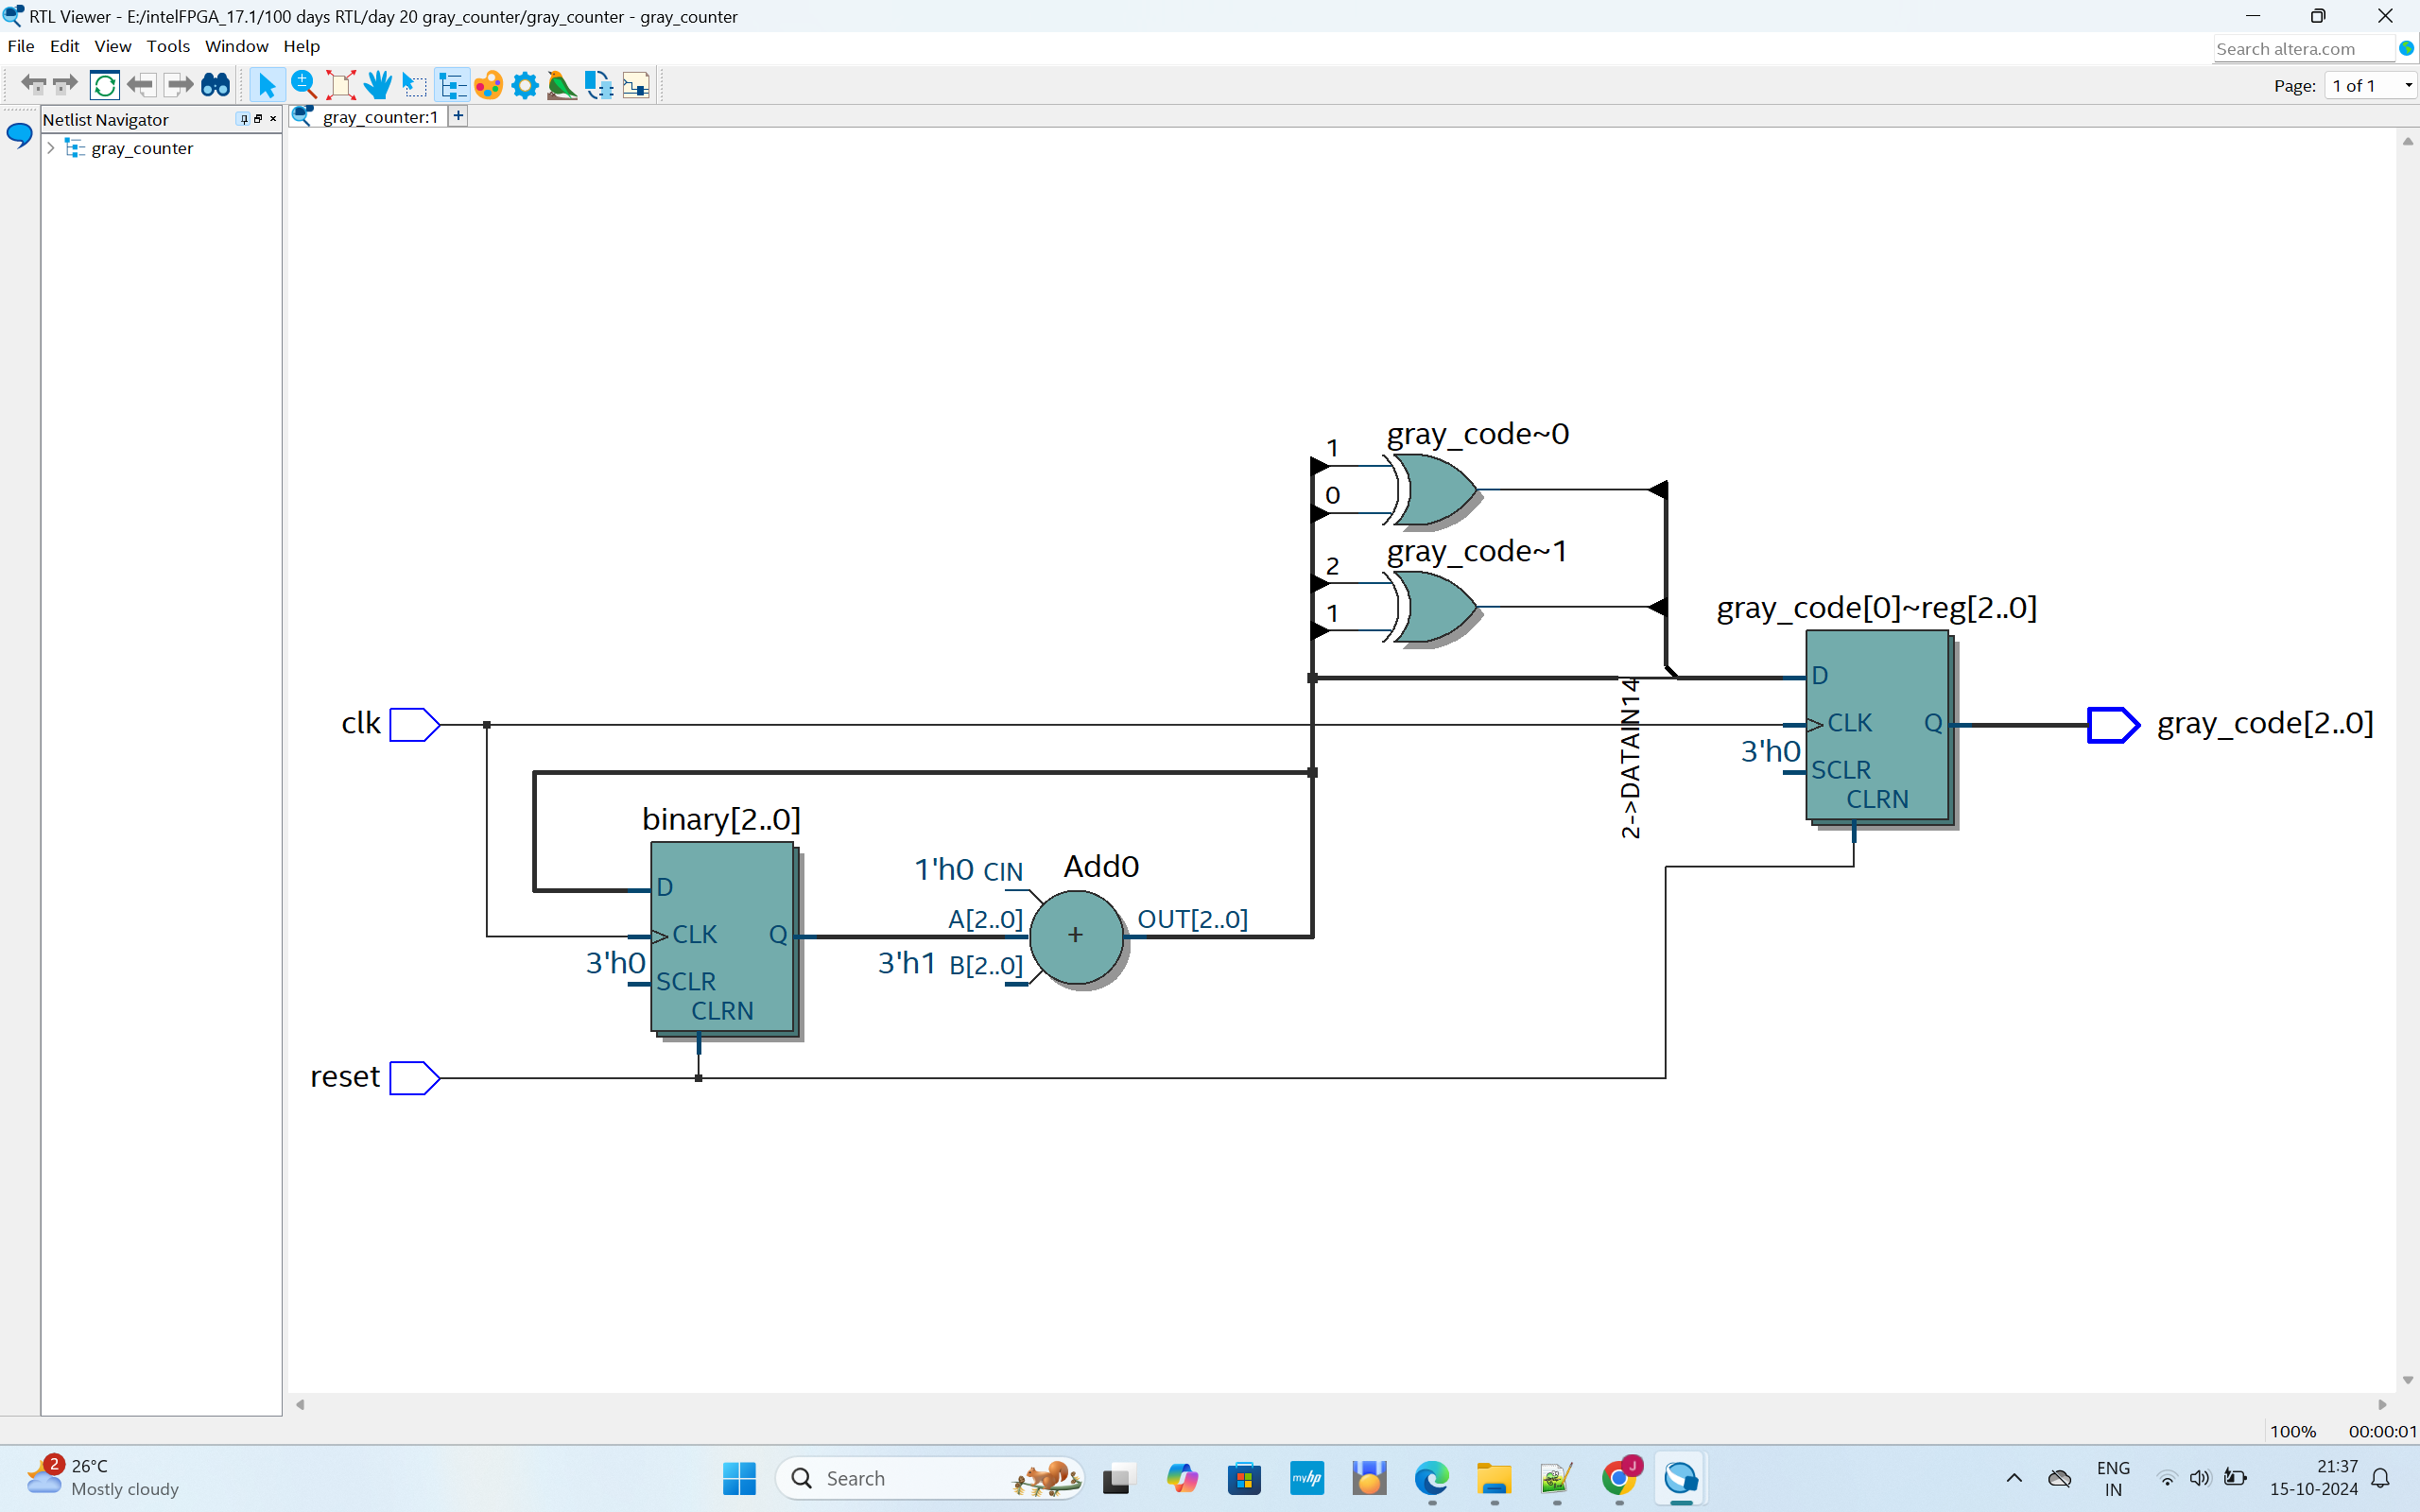 RTL Viewer - E:/intelFPGA_17.1/100 days RTL/day 20 gray_counter/gray_counter - gray_counter
File Edit View Tools Window Help
Search altera.com
Page: 1 of 1
Netlist Navigator
gray_counter:1
+
gray_counter
gray_code~0
1
0
gray_code~1
2
1
gray_code[0]~reg[2..0]
D
CLK
Q
3'h0
SCLR
CLRN
gray_code[2..0]
2->DATAIN14
clk
binary[2..0]
D
CLK
Q
3'h0
SCLR
CLRN
Add0
1'h0 CIN
A[2..0]
3'h1 B[2..0]
+
OUT[2..0]
reset
100% 00:00:01
2
26°C
Mostly cloudy
Search
myhp
J
ENG
IN
21:37
15-10-2024